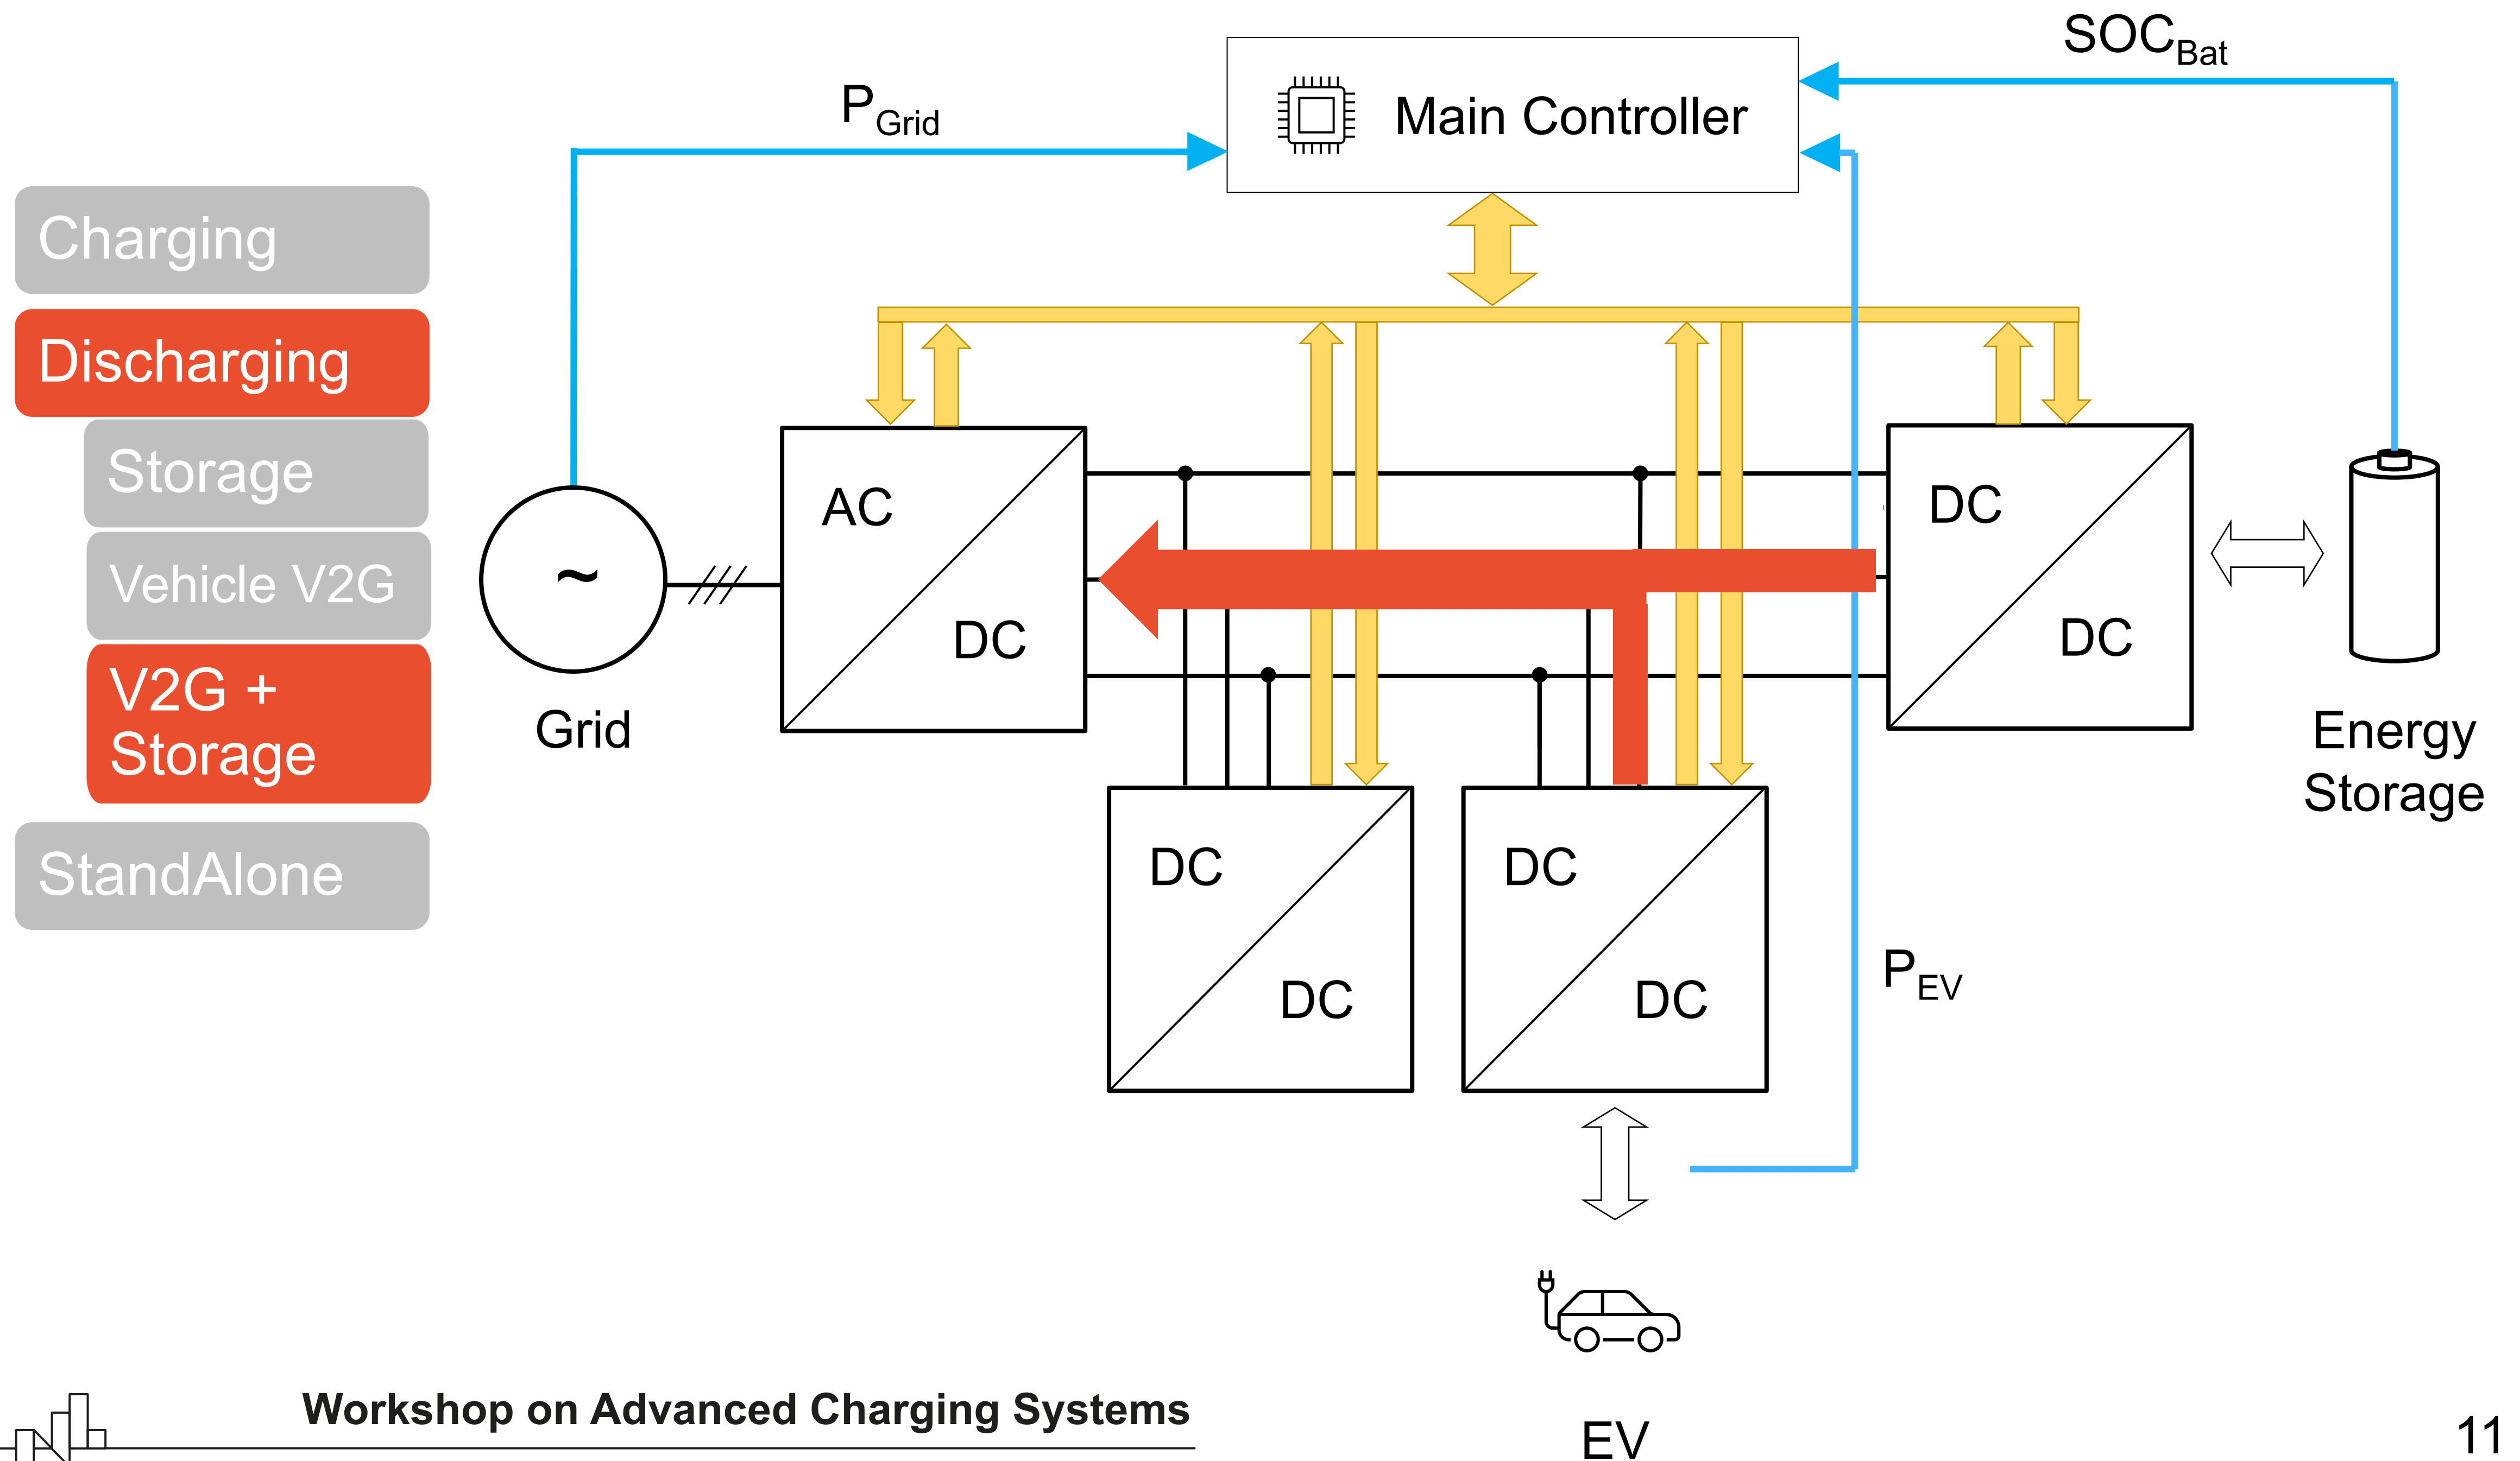 SOCBat
PGrid
Main Controller
Charging
Discharging
Storage
Vehicle V2G
V2G +
Storage
StandAlone
~
Grid
AC
DC
DC
DC
Energy
Storage
DC
DC
DC
DC
PEV
EV
Workshop on Advanced Charging Systems
11